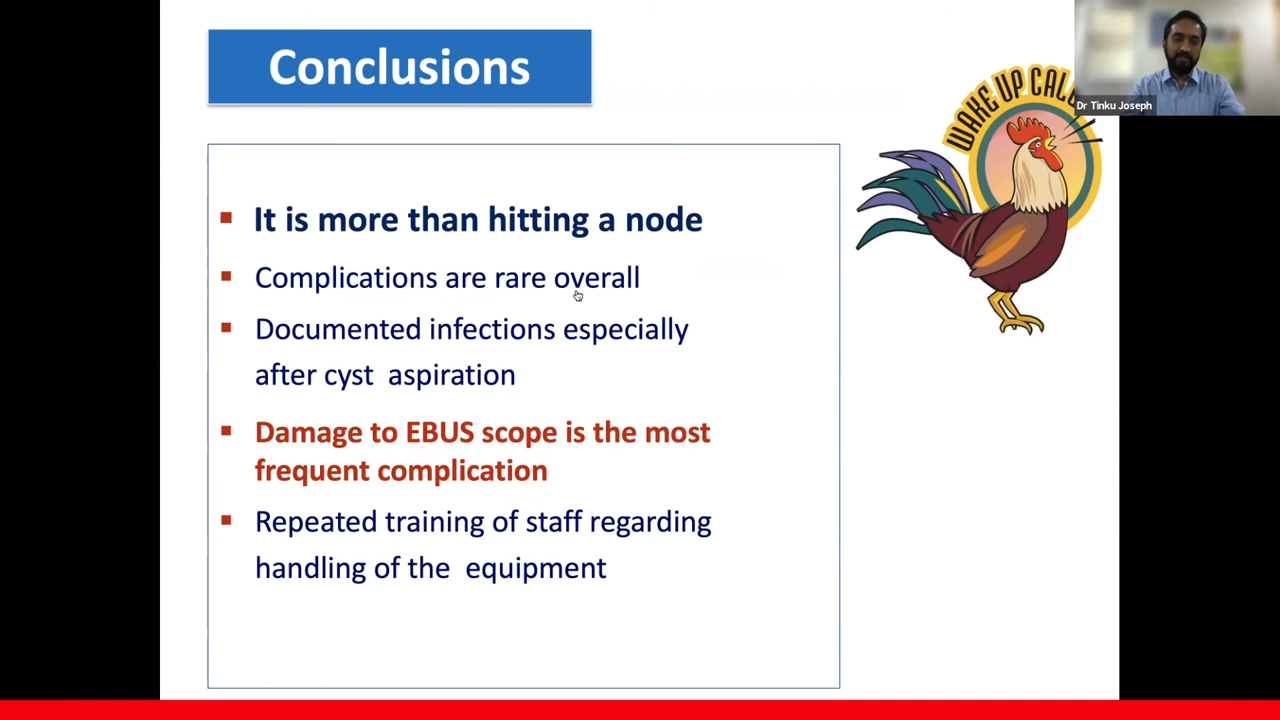 Conclusions
WAKE UP CALL
Dr Tinku Joseph
It is more than hitting a node
Complications are rare overall
Documented infections especially
after cyst aspiration
Damage to EBUS scope is the most
frequent complication
Repeated training of staff regarding
handling of the equipment